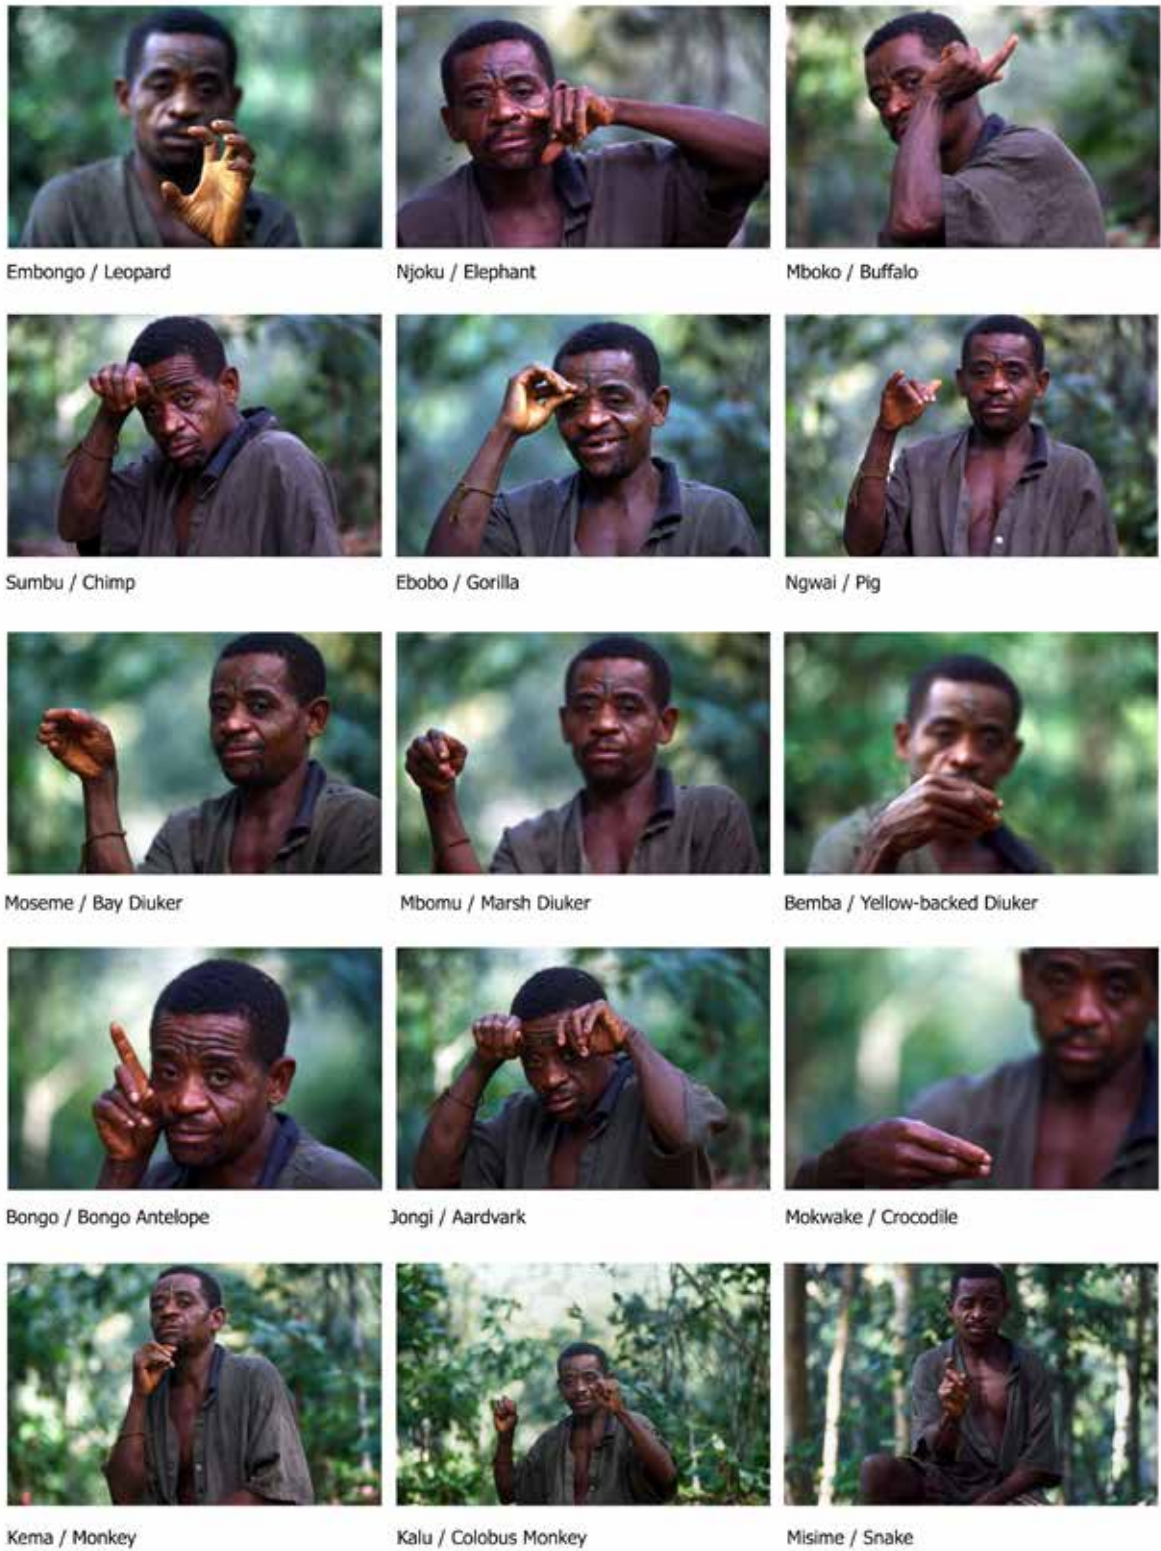 Embongo / Leopard
Njoku / Elephant
Mboko / Buffalo
Sumbu / Chimp
Ebobo / Gorilla
Ngwai / Pig
Moseme / Bay Diuker
Mbomu / Marsh Diuker
Bemba / Yellow-backed Diuker
Bongo / Bongo Antelope
Jongi / Aardvark
Mokwake / Crocodile
Kema / Monkey
Kalu / Colobus Monkey
Misime / Snake